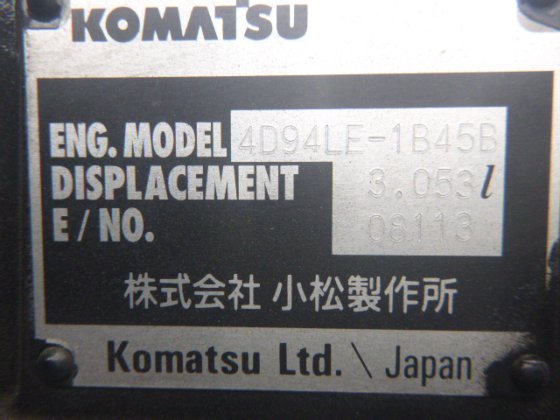 KOMATSU
ENG. MODEL 4D94LE-1B45B
DISPLACEMENT 3.053 l
E / NO. 08113
株式会社 小松製作所
Komatsu Ltd. \ Japan